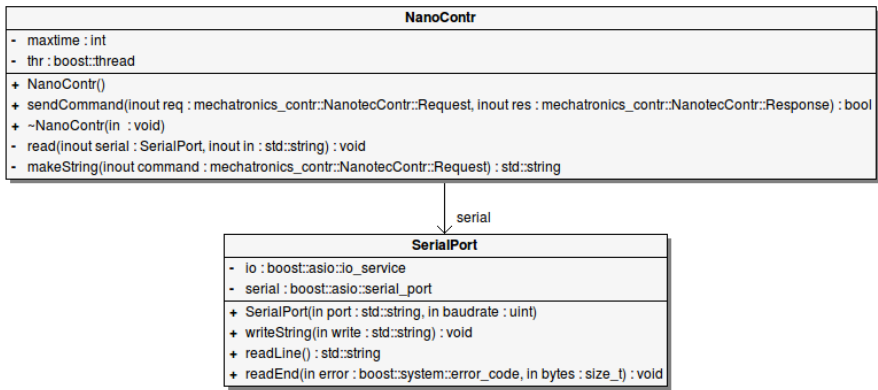 NanoContr
- maxtime : int
- thr : boost::thread
+ NanoContr()
+ sendCommand(inout req : mechatronics_contr::NanotecContr::Request, inout res : mechatronics_contr::NanotecContr::Response) : bool
+ ~NanoContr(in : void)
- read(inout serial : SerialPort, inout in : std::string) : void
- makeString(inout command : mechatronics_contr::NanotecContr::Request) : std::string
serial
SerialPort
- io : boost::asio::io_service
- serial : boost::asio::serial_port
+ SerialPort(in port : std::string, in baudrate : uint)
+ writeString(in write : std::string) : void
+ readLine() : std::string
+ readEnd(in error : boost::system::error_code, in bytes : size_t) : void